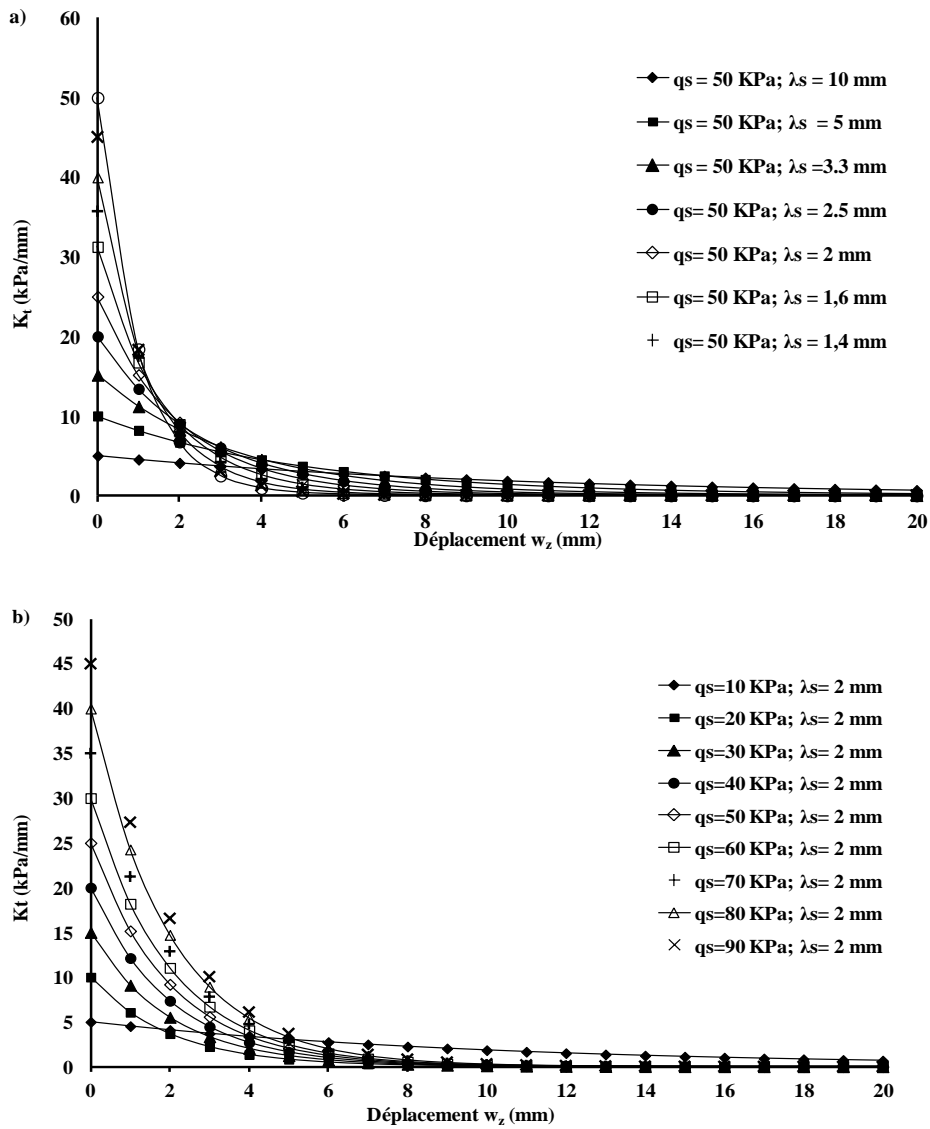 a)
60
50
40
30
20
10
0
Kt (kPa/mm)
0 2 4 6 8 10 12 14 16 18 20
Déplacement wz (mm)
qs = 50 KPa; λs = 10 mm
qs = 50 KPa; λs = 5 mm
qs = 50 KPa; λs =3.3 mm
qs= 50 KPa; λs = 2.5 mm
qs= 50 KPa; λs = 2 mm
qs= 50 KPa; λs = 1,6 mm
qs= 50 KPa; λs = 1,4 mm
b)
50
45
40
35
30
25
20
15
10
5
0
Kt (kPa/mm)
0 2 4 6 8 10 12 14 16 18 20
Déplacement wz (mm)
qs=10 KPa; λs= 2 mm
qs=20 KPa; λs= 2 mm
qs=30 KPa; λs= 2 mm
qs=40 KPa; λs= 2 mm
qs=50 KPa; λs= 2 mm
qs=60 KPa; λs= 2 mm
qs=70 KPa; λs= 2 mm
qs=80 KPa; λs= 2 mm
qs=90 KPa; λs= 2 mm